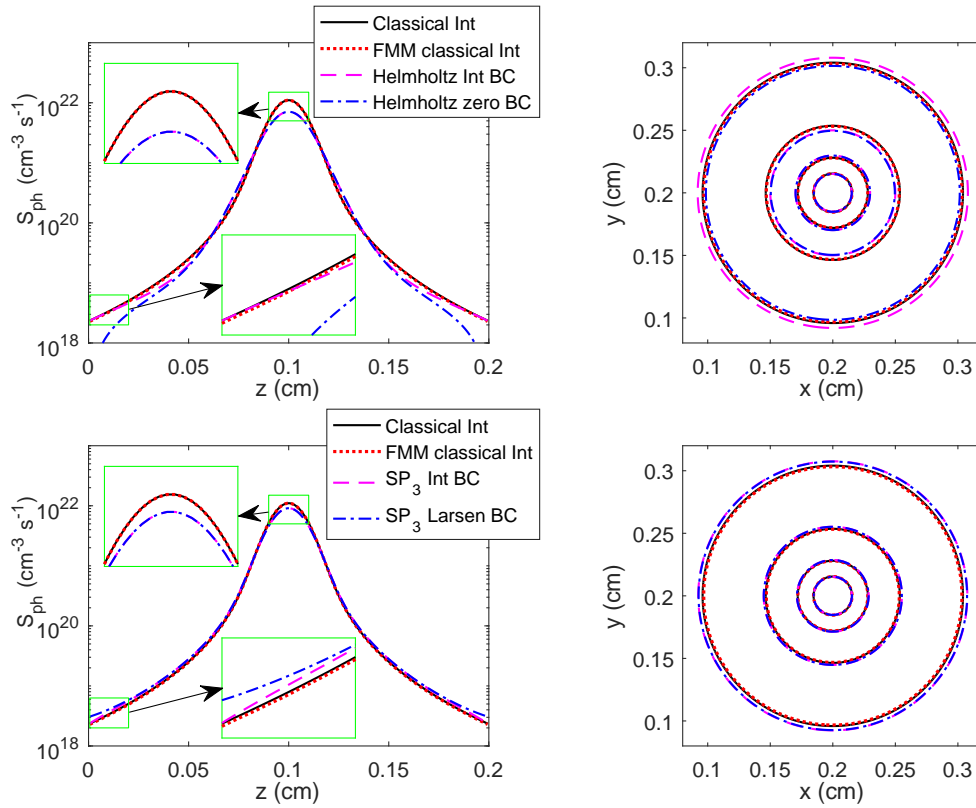 Classical Int
FMM classical Int
Helmholtz Int BC
Helmholtz zero BC
10^22
10^20
10^18
S_ph (cm^-3 s^-1)
0 0.05 0.1 0.15 0.2
z (cm)
0.3
0.25
0.2
0.15
0.1
y (cm)
0.1 0.15 0.2 0.25 0.3
x (cm)
Classical Int
FMM classical Int
SP_3 Int BC
SP_3 Larsen BC
10^22
10^20
10^18
S_ph (cm^-3 s^-1)
0 0.05 0.1 0.15 0.2
z (cm)
0.3
0.25
0.2
0.15
0.1
y (cm)
0.1 0.15 0.2 0.25 0.3
x (cm)